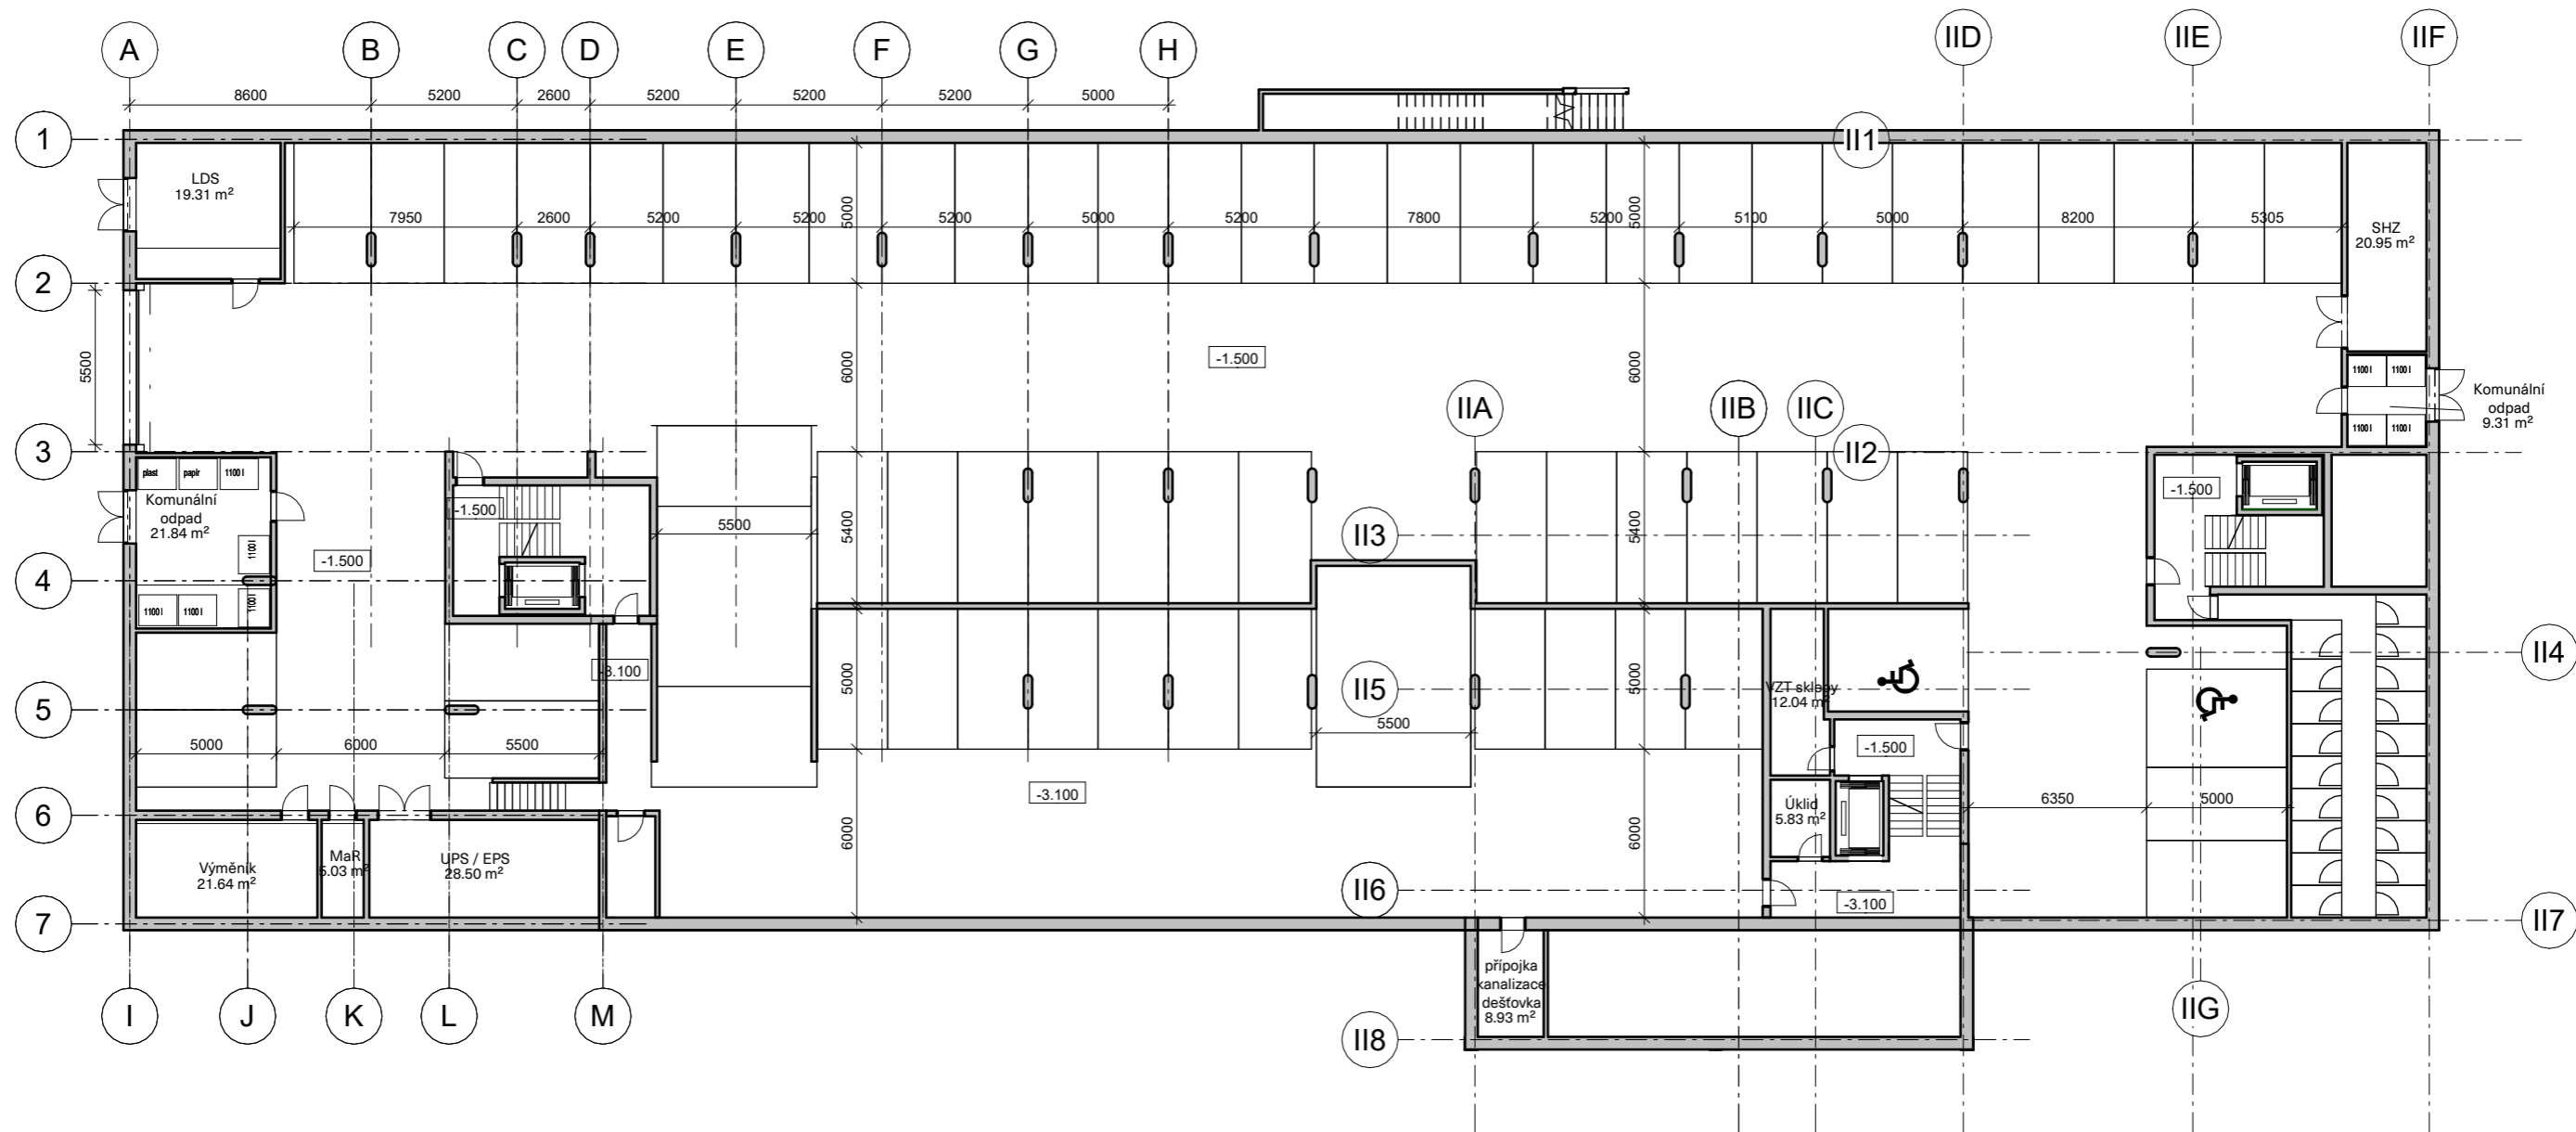 A
B
C
D
E
F
G
H
IID
IIE
IIF
8600
5200
2600
5200
5200
5200
5000
1
II1
LDS
19.31 m²
7950
2600
5200
5200
5000
5200
5000
5200
7800
5200
5000
5100
5000
8200
5305
SHZ
20.95 m²
2
5500
6000
-1.500
6000
1100 l
1100 l
Komunální
odpad
9.31 m²
1100 l
1100 l
IIA
IIB
IIC
3
II2
plast
papír
1100 l
Komunální
odpad
21.84 m²
-1.500
-1.500
5500
5400
5400
-1.500
II3
1100 l
-1.500
4
1100 l
1100 l
1100 l
-3.100
5000
5000
II4
II5
VZT sklepy
12.04 m²
5
5500
5000
6000
5500
-1.500
-3.100
6
6000
6000
Úklid
5.83 m²
6350
5000
Výměník
21.64 m²
MaR
5.03 m²
UPS / EPS
28.50 m²
II6
-3.100
7
II7
přípojka
kanalizace
dešťovka
8.93 m²
I
J
K
L
M
IIG
II8